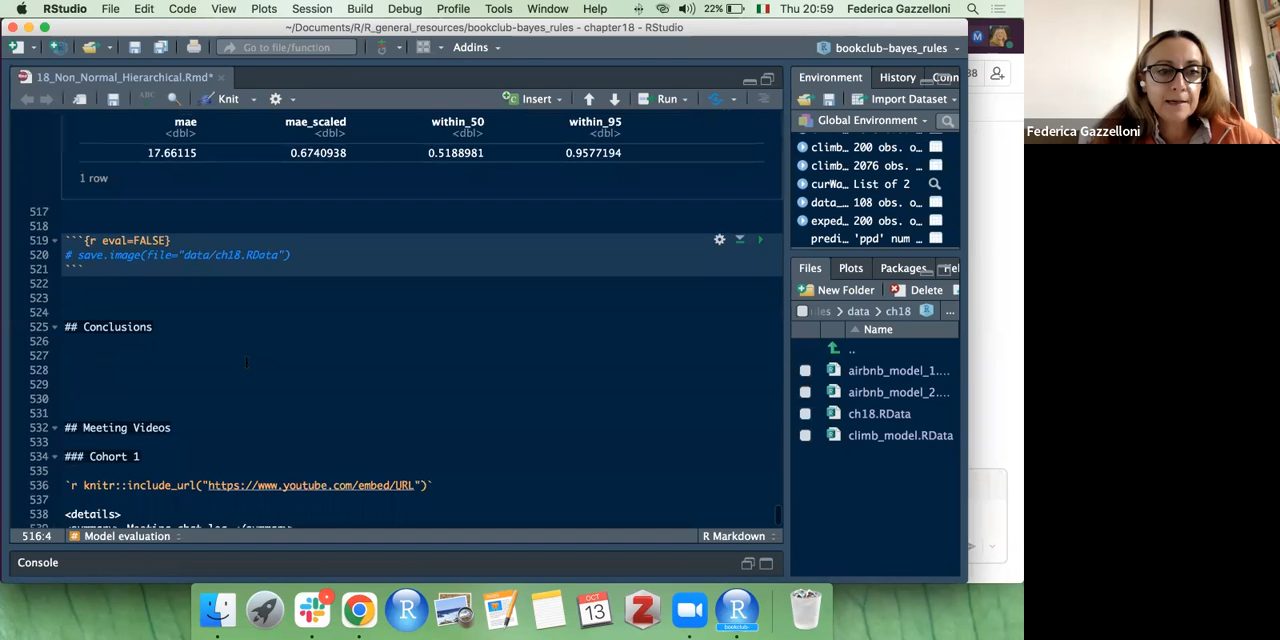 RStudio File Edit Code View Plots Session Build Debug Profile Tools Window Help 22% Thu 20:59 Federica Gazzelloni
~/Documents/R/R_general_resources/bookclub-bayes_rules - chapter18 - RStudio
Go to file/function Addins bookclub-bayes_rules
18_Non_Normal_Hierarchical.Rmd*
Environment History
Knit Insert Run Import Dataset
Global Environment
mae mae_scaled within_50 within_95
<dbl> <dbl> <dbl> <dbl>
17.66115 0.6740938 0.5188981 0.9577194
1 row
climb... 200 obs. o...
climb... 2076 obs. o...
curWa... List of 2
data_... 108 obs. o...
exped... 200 obs. o...
predi... 'ppd' num
517
518
519 ```{r eval=FALSE}
520 # save.image(file="data/ch18.RData")
521 ```
522
523
524
525 ## Conclusions
526
527
528
529
530
531
532 ## Meeting Videos
533
534 ### Cohort 1
535
536 `r knitr::include_url("https://www.youtube.com/embed/URL")`
537
538 <details>
516:4 # Model evaluation R Markdown
Console
Files Plots Packages
New Folder Delete
data ch18 ...
Name
..
airbnb_model_1....
airbnb_model_2....
ch18.RData
climb_model.RData
OCT
13
Z
R
bookclub-
Federica Gazzelloni